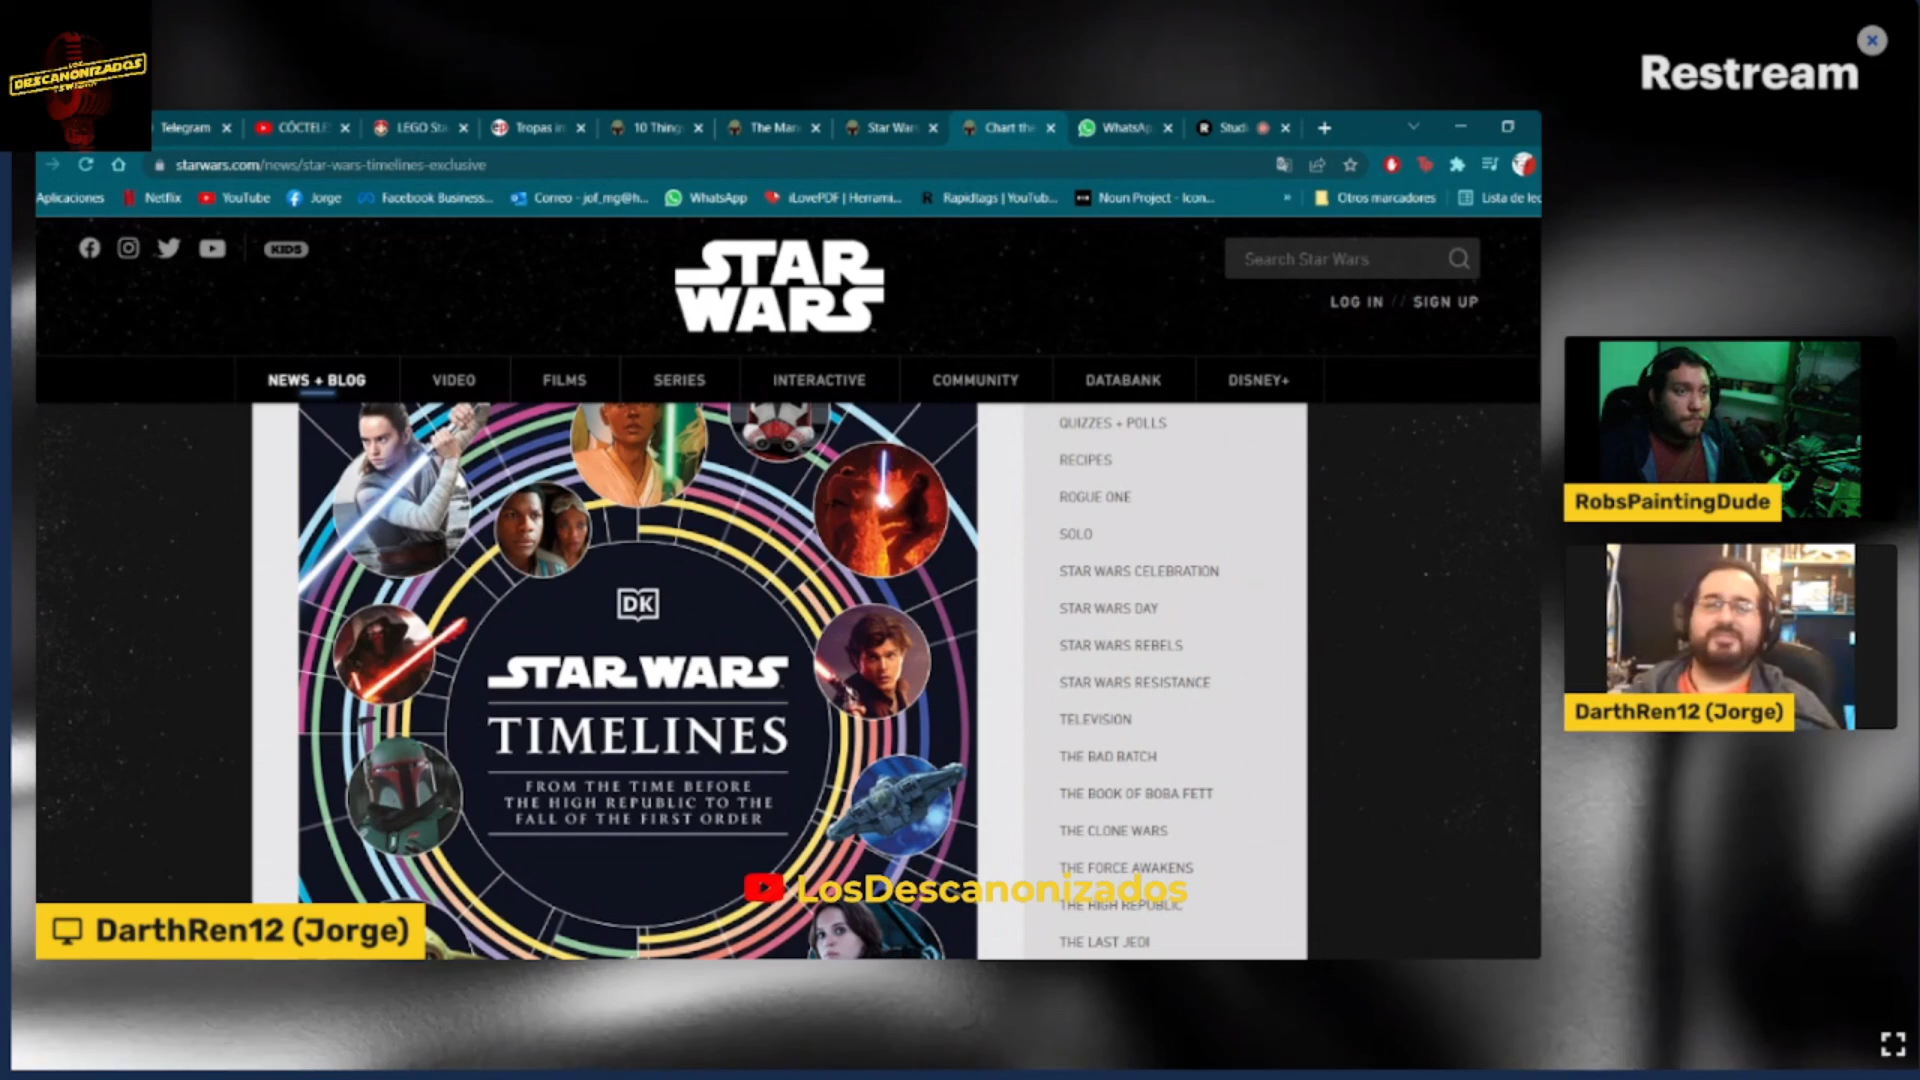 LOS
DESCANONIZADOS
Restream
Telegram
CÓCTELE
LEGO Sta
Tropas im
10 Thing
The Man
Star Wars
Chart the
WhatsAp
Studi
starwars.com/news/star-wars-timelines-exclusive
Aplicaciones
Netflix
YouTube
Jorge
Facebook Business...
Correo - jof_mg@h...
WhatsApp
iLovePDF | Herrami...
Rapidtags | YouTub...
Noun Project - Icon...
»
Otros marcadores
Lista de lec
KIDS
STAR WARS
Search Star Wars
LOG IN // SIGN UP
NEWS + BLOG
VIDEO
FILMS
SERIES
INTERACTIVE
COMMUNITY
DATABANK
DISNEY+
DK
STAR WARS
TIMELINES
FROM THE TIME BEFORE
THE HIGH REPUBLIC TO THE
FALL OF THE FIRST ORDER
QUIZZES + POLLS
RECIPES
ROGUE ONE
SOLO
STAR WARS CELEBRATION
STAR WARS DAY
STAR WARS REBELS
STAR WARS RESISTANCE
TELEVISION
THE BAD BATCH
THE BOOK OF BOBA FETT
THE CLONE WARS
THE FORCE AWAKENS
THE HIGH REPUBLIC
THE LAST JEDI
LosDescanonizados
DarthRen12 (Jorge)
RobsPaintingDude
DarthRen12 (Jorge)